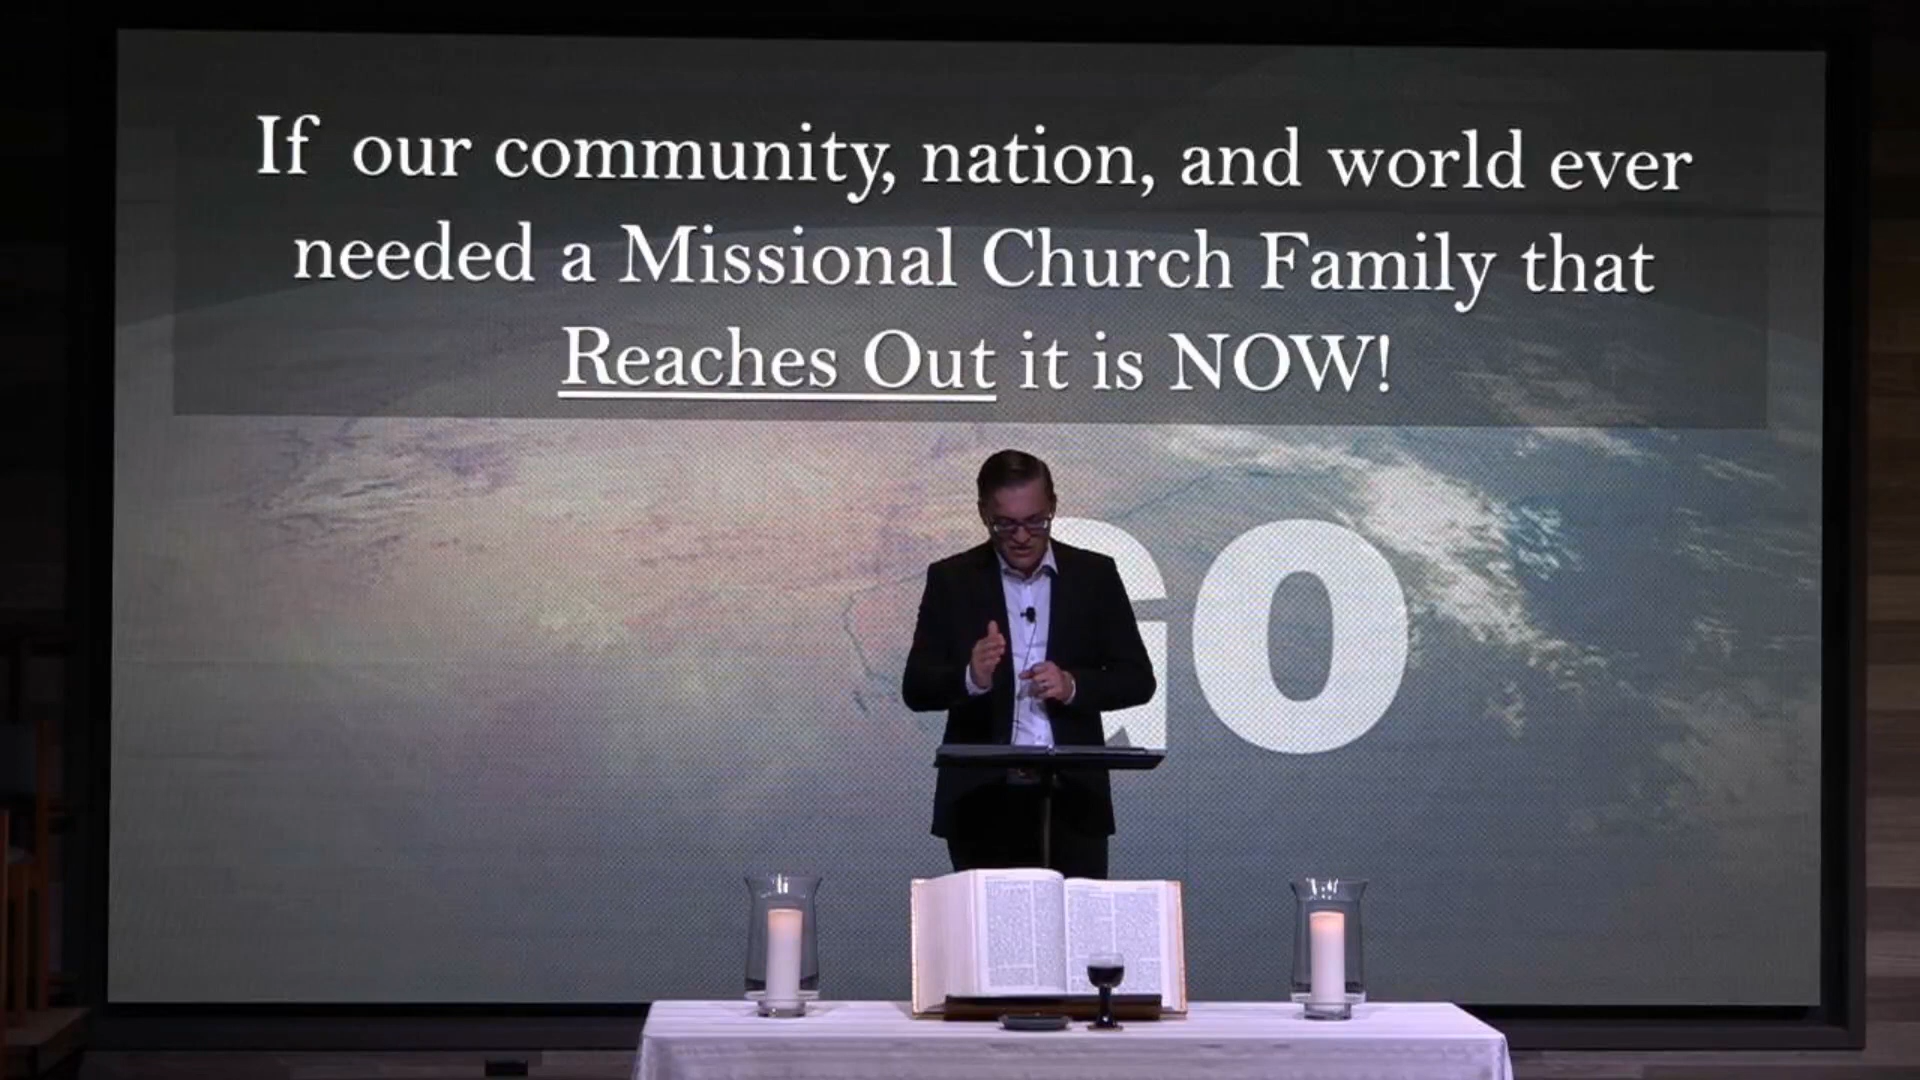 If our community, nation, and world ever
needed a Missional Church Family that
Reaches Out it is NOW!
GO